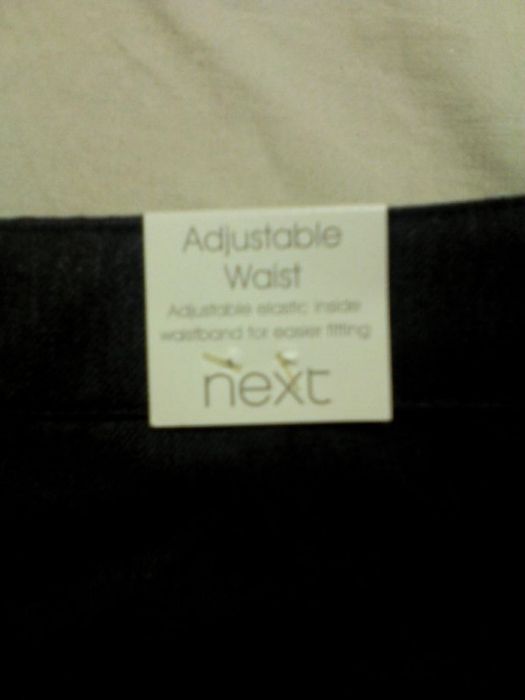 Adjustable
Waist
Adjustable elastic inside
waistband for easier fitting
next